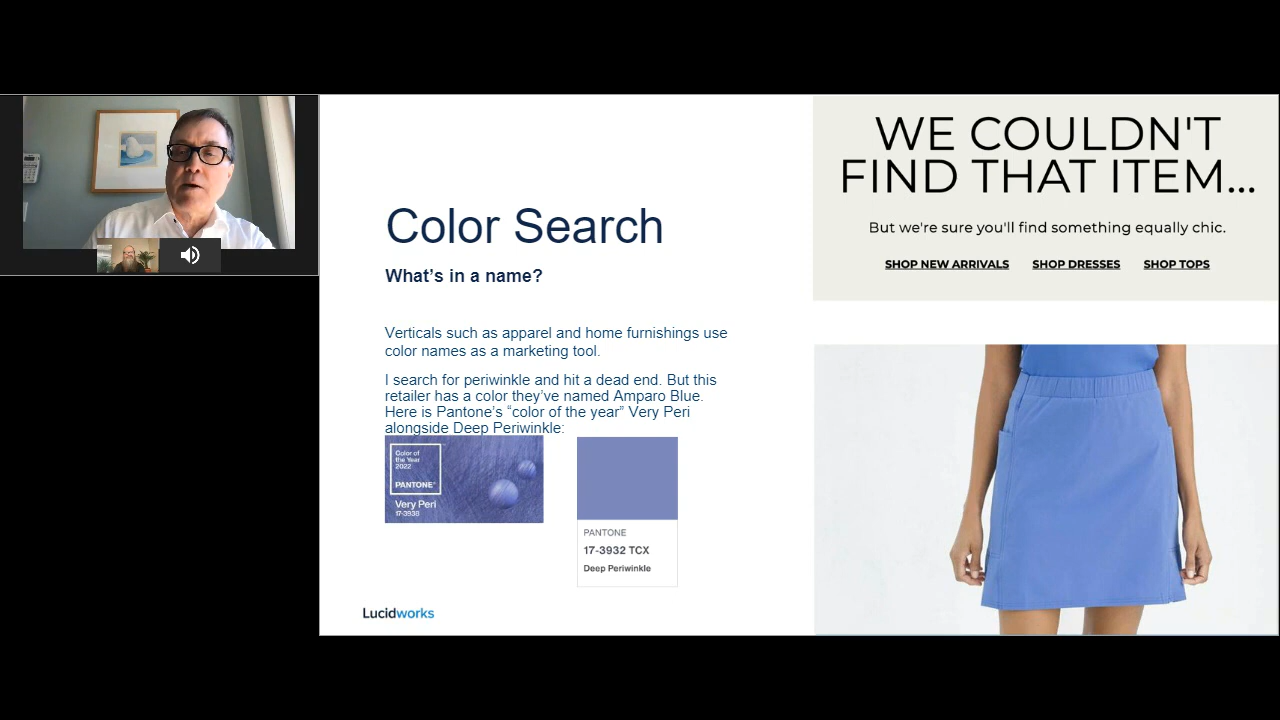 Color Search
What's in a name?
Verticals such as apparel and home furnishings use
color names as a marketing tool.
I search for periwinkle and hit a dead end. But this
retailer has a color they've named Amparo Blue.
Here is Pantone's “color of the year” Very Peri
alongside Deep Periwinkle:
Color of
the Year
2022
PANTONE®
Very Peri
17-3938
PANTONE
17-3932 TCX
Deep Periwinkle
Lucidworks
WE COULDN'T
FIND THAT ITEM...
But we're sure you'll find something equally chic.
SHOP NEW ARRIVALS SHOP DRESSES SHOP TOPS